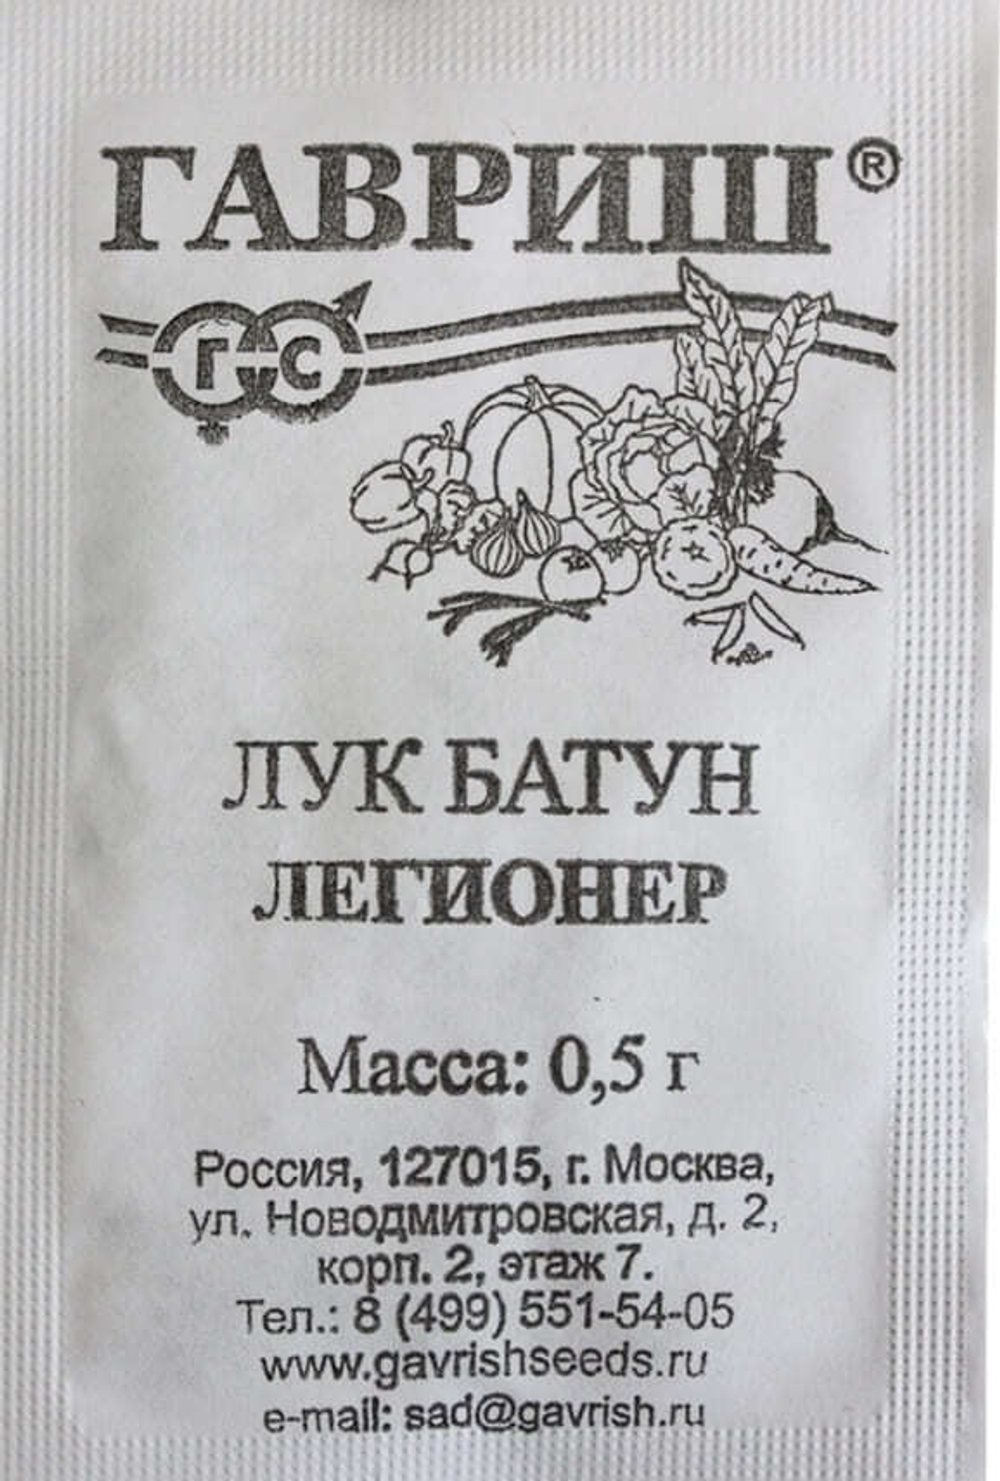 ГАВРИШ®
ГС
ЛУК БАТУН
ЛЕГИОНЕР
Масса: 0,5 г
Россия, 127015, г. Москва,
ул. Новодмитровская, д. 2,
корп. 2, этаж 7.
Тел.: 8 (499) 551-54-05
www.gavrishseeds.ru
e-mail: sad@gavrish.ru